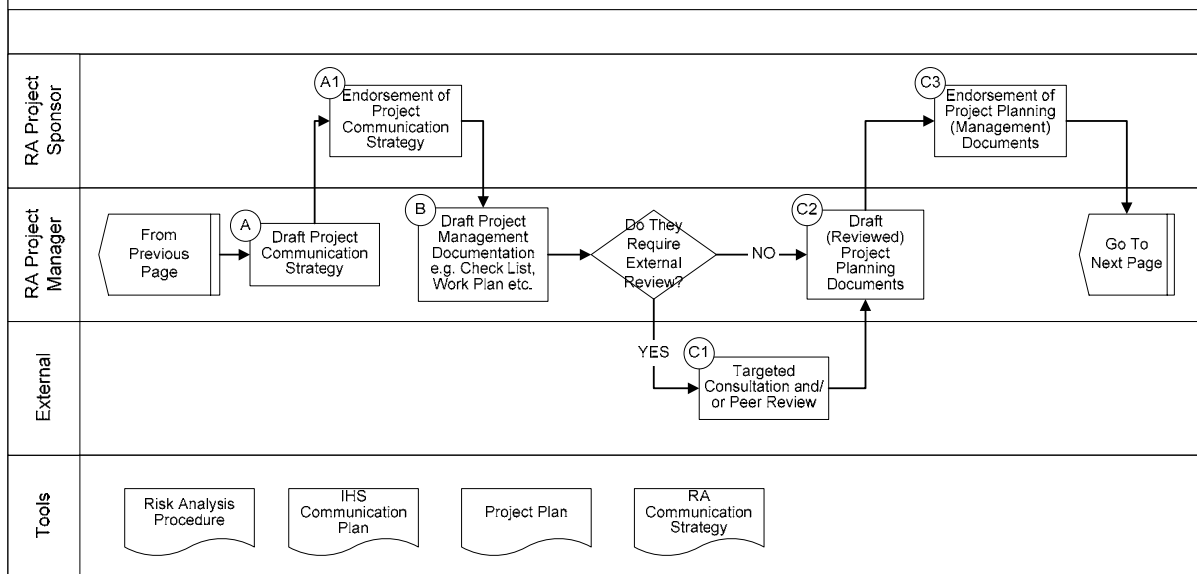 RA Project
Sponsor
A1
Endorsement of
Project
Communication
Strategy
C3
Endorsement of
Project Planning
(Management)
Documents
RA Project
Manager
From
Previous
Page
A
Draft Project
Communication
Strategy
B
Draft Project
Management
Documentation
e.g. Check List,
Work Plan etc.
Do They
Require
External
Review?
NO
C2
Draft
(Reviewed)
Project
Planning
Documents
Go To
Next Page
External
YES
C1
Targeted
Consultation and/
or Peer Review
Tools
Risk Analysis
Procedure
IHS
Communication
Plan
Project Plan
RA
Communication
Strategy